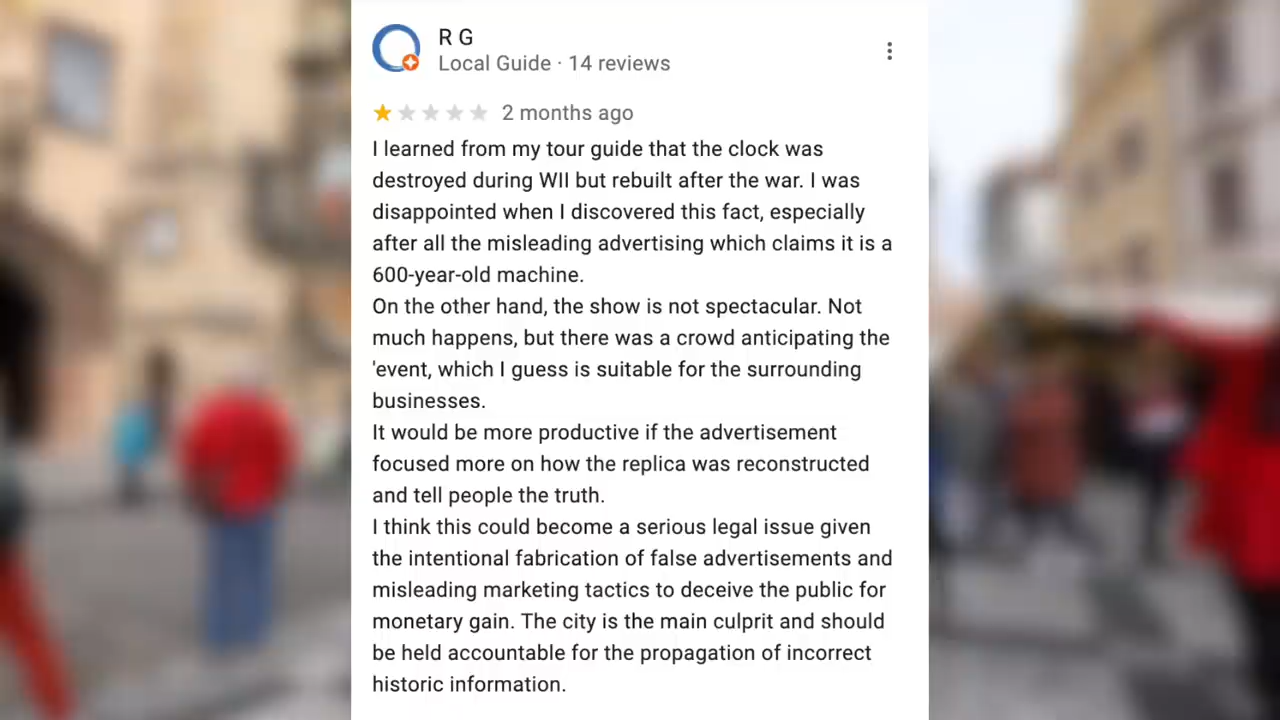 R G
Local Guide · 14 reviews
2 months ago
I learned from my tour guide that the clock was
destroyed during WII but rebuilt after the war. I was
disappointed when I discovered this fact, especially
after all the misleading advertising which claims it is a
600-year-old machine.
On the other hand, the show is not spectacular. Not
much happens, but there was a crowd anticipating the
'event, which I guess is suitable for the surrounding
businesses.
It would be more productive if the advertisement
focused more on how the replica was reconstructed
and tell people the truth.
I think this could become a serious legal issue given
the intentional fabrication of false advertisements and
misleading marketing tactics to deceive the public for
monetary gain. The city is the main culprit and should
be held accountable for the propagation of incorrect
historic information.